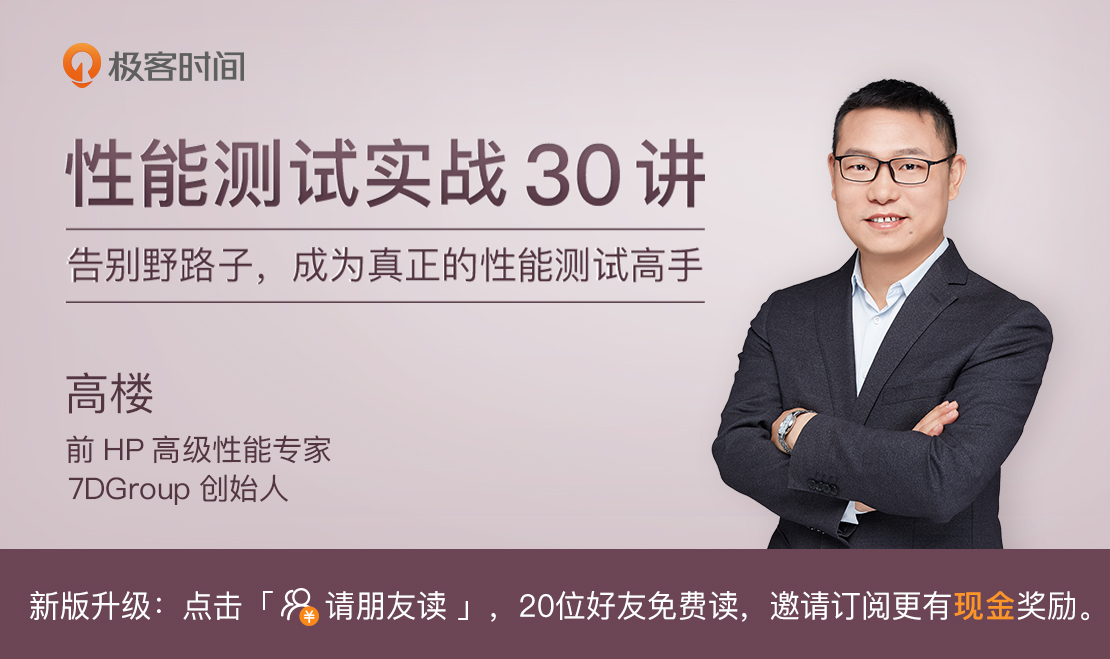 极客时间
性能测试实战 30 讲
告别野路子，成为真正的性能测试高手
高楼
前 HP 高级性能专家
7DGroup 创始人
新版升级：点击「 请朋友读 」，20位好友免费读，邀请订阅更有现金奖励。